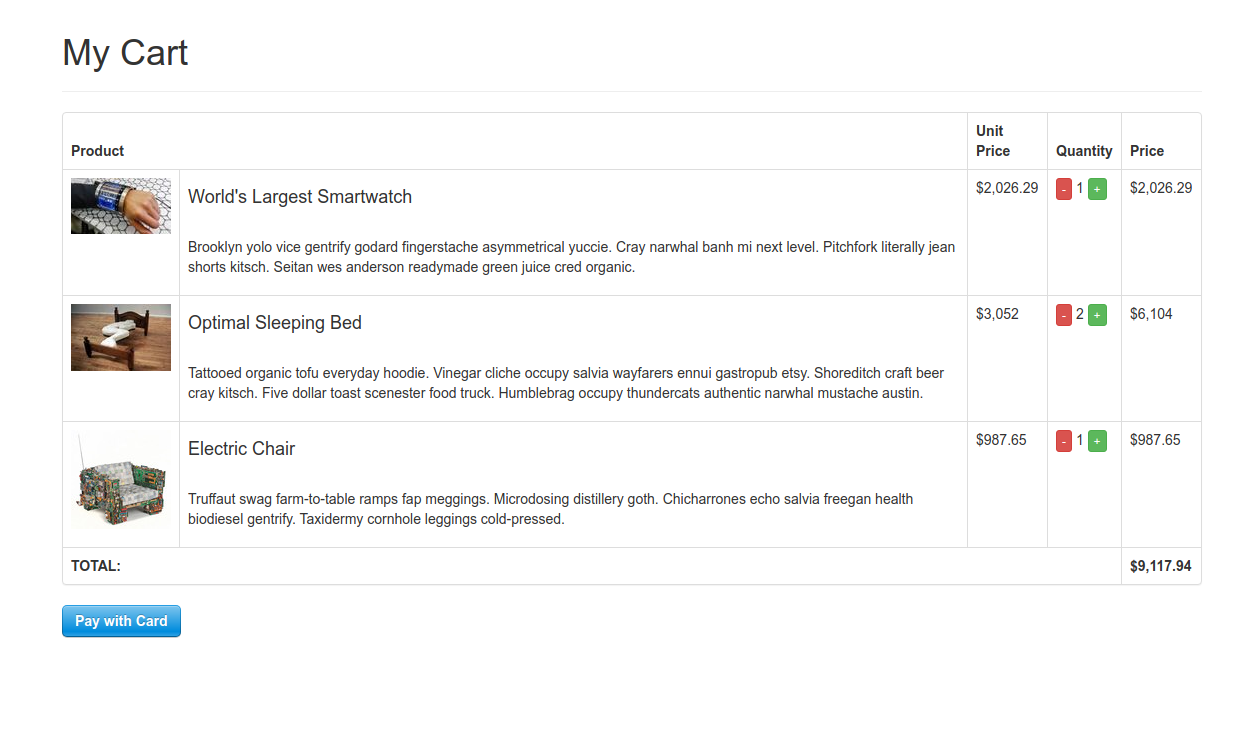 My Cart
Product Unit Price Quantity Price
World's Largest Smartwatch $2,026.29 - 1 + $2,026.29
Brooklyn yolo vice gentrify godard fingerstache asymmetrical yuccie. Cray narwhal banh mi next level. Pitchfork literally jean
shorts kitsch. Seitan wes anderson readymade green juice cred organic.
Optimal Sleeping Bed $3,052 - 2 + $6,104
Tattooed organic tofu everyday hoodie. Vinegar cliche occupy salvia wayfarers ennui gastropub etsy. Shoreditch craft beer
cray kitsch. Five dollar toast scenester food truck. Humblebrag occupy thundercats authentic narwhal mustache austin.
Electric Chair $987.65 - 1 + $987.65
Truffaut swag farm-to-table ramps fap meggings. Microdosing distillery goth. Chicharrones echo salvia freegan health
biodiesel gentrify. Taxidermy cornhole leggings cold-pressed.
TOTAL: $9,117.94
Pay with Card